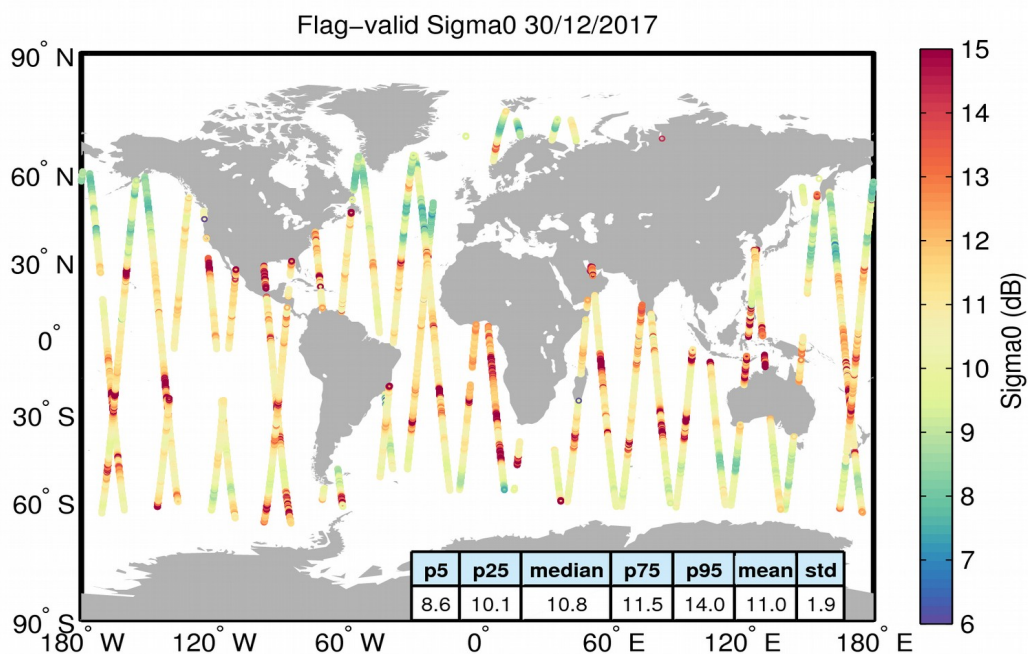 Flag−valid Sigma0 30/12/2017
90° N
60° N
30° N
0°
30° S
60° S
90° S
180° W
120° W
60° W
0°
60° E
120° E
180° E
p5 p25 median p75 p95 mean std
8.6 10.1 10.8 11.5 14.0 11.0 1.9
15
14
13
12
11
10
9
8
7
6
Sigma0 (dB)